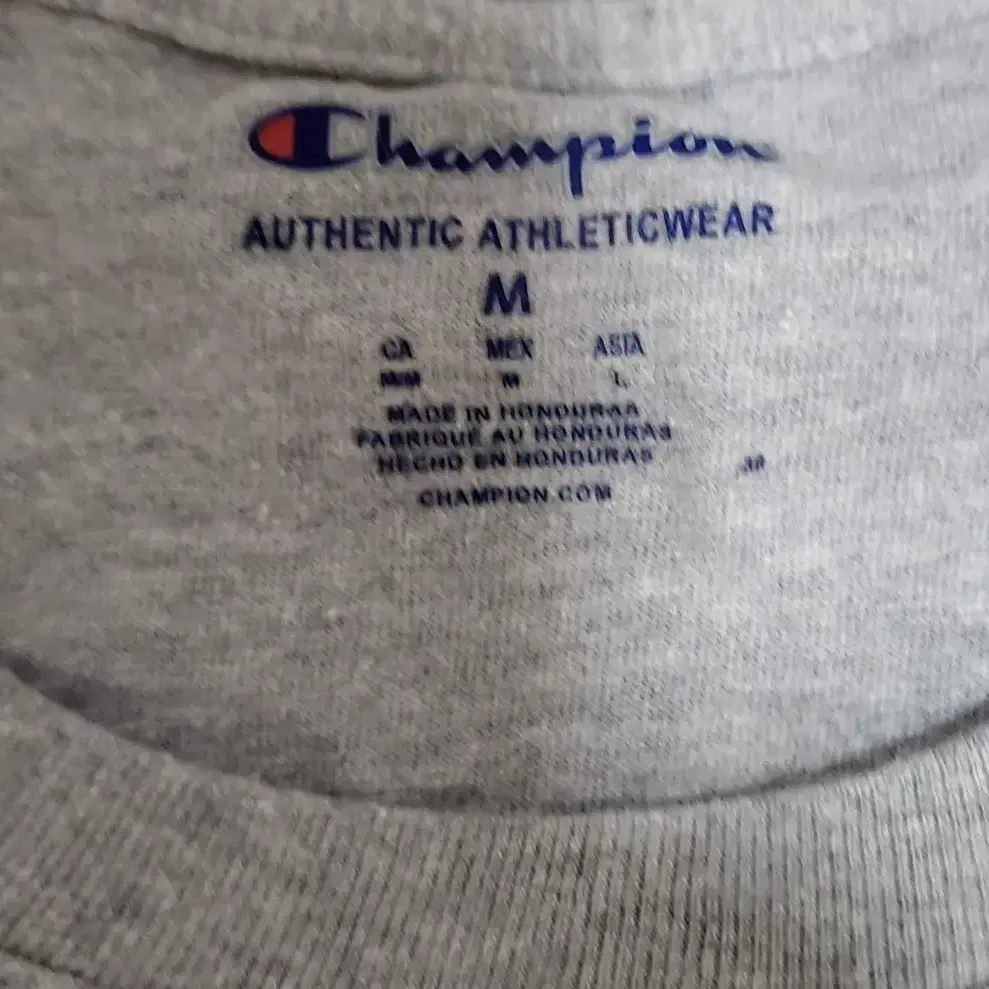 Champion
AUTHENTIC ATHLETICWEAR
M
CA MEX ASIA
M/M M L
MADE IN HONDURAS
FABRIQUÉ AU HONDURAS
HECHO EN HONDURAS
CHAMPION.COM